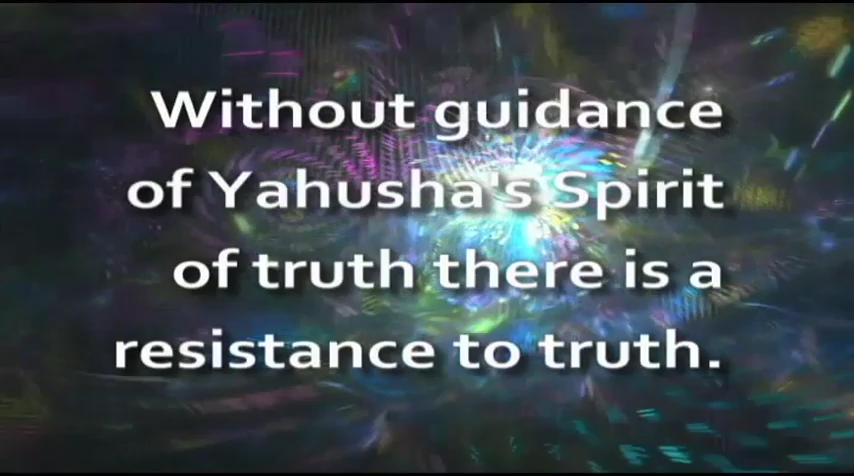 Without guidance
of Yahusha's Spirit
of truth there is a
resistance to truth.